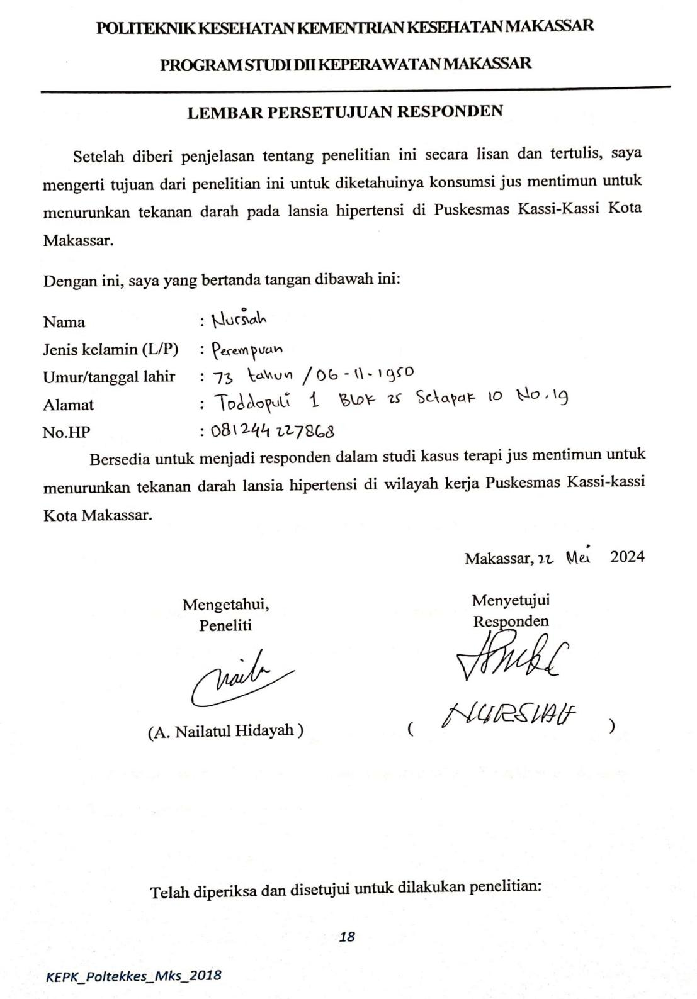 POLITEKNIK KESEHATAN KEMENTRIAN KESEHATAN MAKASSAR
PROGRAM STUDI DII KEPERAWATAN MAKASSAR
LEMBAR PERSETUJUAN RESPONDEN
Setelah diberi penjelasan tentang penelitian ini secara lisan dan tertulis, saya
mengerti tujuan dari penelitian ini untuk diketahuinya konsumsi jus mentimun untuk
menurunkan tekanan darah pada lansia hipertensi di Puskesmas Kassi-Kassi Kota
Makassar.
Dengan ini, saya yang bertanda tangan dibawah ini:
Nama : Nursiah
Jenis kelamin (L/P) : Perempuan
Umur/tanggal lahir : 73 tahun / 06-11-1950
Alamat : Toddopuli 1 Blok 25 Setapak 10 No.19
No.HP : 081244227868
Bersedia untuk menjadi responden dalam studi kasus terapi jus mentimun untuk
menurunkan tekanan darah lansia hipertensi di wilayah kerja Puskesmas Kassi-kassi
Kota Makassar.
Makassar, 22 Mei 2024
Mengetahui, Menyetujui
Peneliti Responden
Naila
(A. Nailatul Hidayah ) ( NURSIAH )
Telah diperiksa dan disetujui untuk dilakukan penelitian:
18
KEPK_Poltekkes_Mks_2018